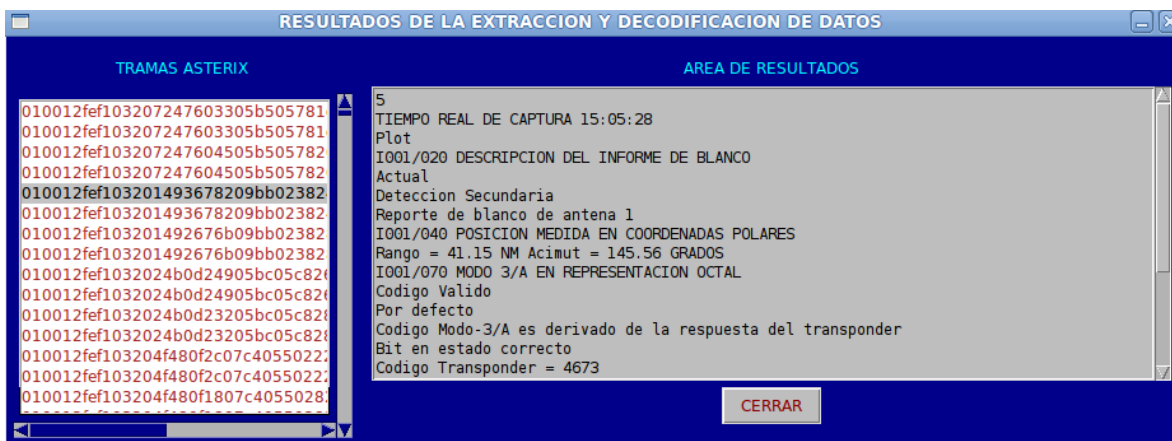 RESULTADOS DE LA EXTRACCION Y DECODIFICACION DE DATOS
TRAMAS ASTERIX
010012fef103207247603305b505781
010012fef103207247603305b505781
010012fef103207247604505b505782
010012fef103207247604505b505782
010012fef103201493678209bb02382
010012fef103201493678209bb02382
010012fef103201492676b09bb02382
010012fef103201492676b09bb02382
010012fef1032024b0d24905bc05c826
010012fef1032024b0d24905bc05c826
010012fef1032024b0d23205bc05c828
010012fef1032024b0d23205bc05c828
010012fef103204f480f2c07c4055022
010012fef103204f480f2c07c4055022
010012fef103204f480f1807c4055028
AREA DE RESULTADOS
5
TIEMPO REAL DE CAPTURA 15:05:28
Plot
I001/020 DESCRIPCION DEL INFORME DE BLANCO
Actual
Deteccion Secundaria
Reporte de blanco de antena 1
I001/040 POSICION MEDIDA EN COORDENADAS POLARES
Rango = 41.15 NM Acimut = 145.56 GRADOS
I001/070 MODO 3/A EN REPRESENTACION OCTAL
Codigo Valido
Por defecto
Codigo Modo-3/A es derivado de la respuesta del transponder
Bit en estado correcto
Codigo Transponder = 4673
CERRAR